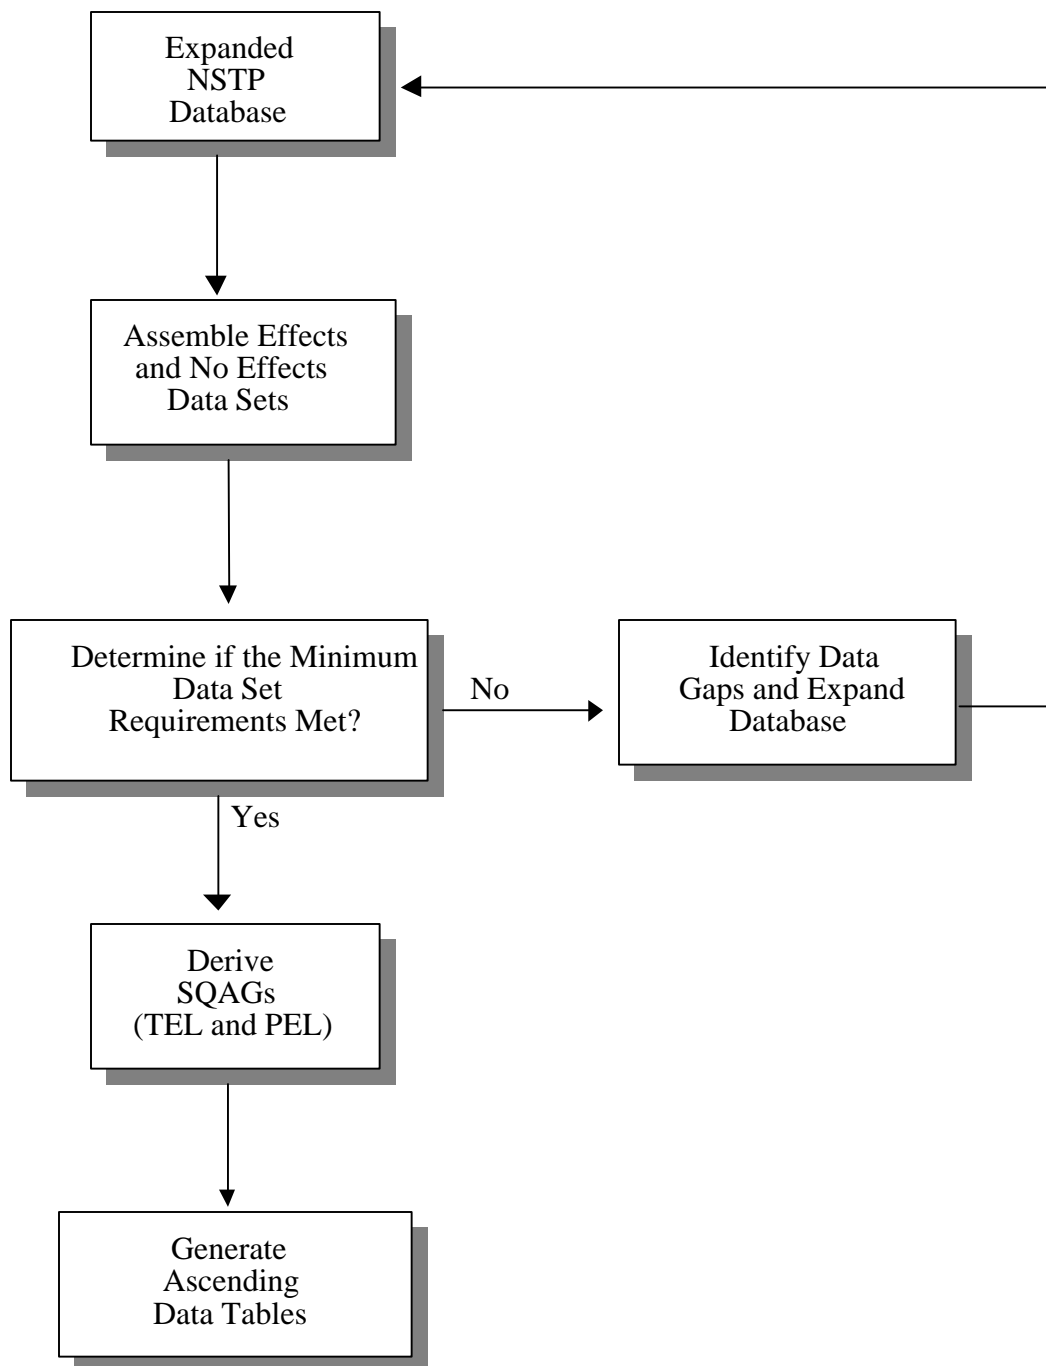 Expanded
NSTP
Database
Assemble Effects
and No Effects
Data Sets
Determine if the Minimum
Data Set
Requirements Met?
No
Identify Data
Gaps and Expand
Database
Yes
Derive
SQAGs
(TEL and PEL)
Generate
Ascending
Data Tables